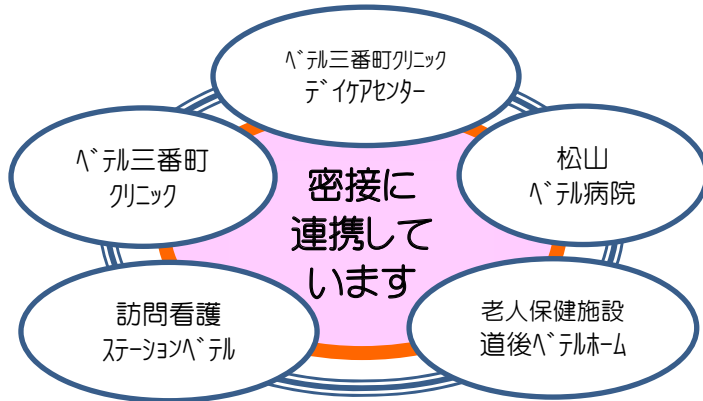 ﾍﾞﾃﾙ三番町ｸﾘﾆｯｸ
ﾃﾞｲｹｱｾﾝﾀｰ
ﾍﾞﾃﾙ三番町
ｸﾘﾆｯｸ
松山
ﾍﾞﾃﾙ病院
密接に
連携して
います
訪問看護
ｽﾃｰｼｮﾝﾍﾞﾃﾙ
老人保健施設
道後ﾍﾞﾃﾙﾎｰﾑ